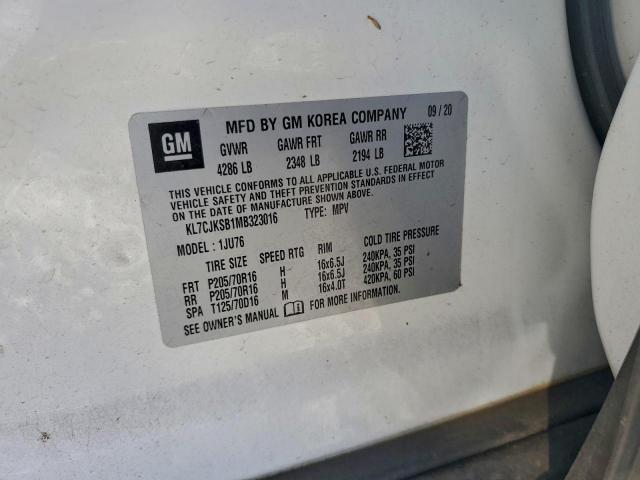 GM
MFD BY GM KOREA COMPANY 09/20
GVWR GAWR FRT GAWR RR
4286 LB 2348 LB 2194 LB
THIS VEHICLE CONFORMS TO ALL APPLICABLE U.S. FEDERAL MOTOR
VEHICLE SAFETY AND THEFT PREVENTION STANDARDS IN EFFECT ON
THE DATE OF MANUFACTURE SHOWN ABOVE.
KL7CJKSB1MB323016 TYPE: MPV
MODEL: 1JU76
TIRE SIZE SPEED RTG RIM COLD TIRE PRESSURE
FRT P205/70R16 H 16x6.5J 240KPA, 35 PSI
RR P205/70R16 H 16x6.5J 240KPA, 35 PSI
SPA T125/70D16 M 16x4.0T 420KPA, 60 PSI
SEE OWNER'S MANUAL FOR MORE INFORMATION.